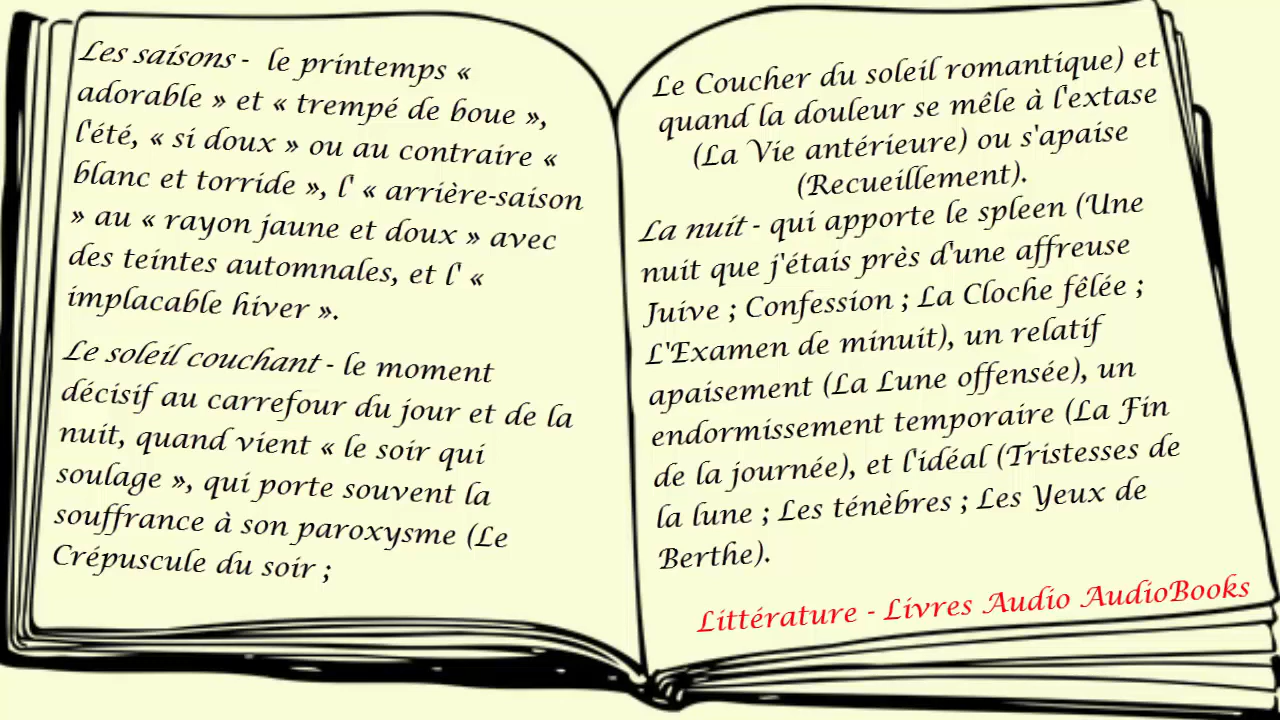 Les saisons - le printemps «
adorable » et « trempé de boue »,
l'été, « si doux » ou au contraire «
blanc et torride », l' « arrière-saison
» au « rayon jaune et doux » avec
des teintes automnales, et l' «
implacable hiver ».
Le soleil couchant - le moment
décisif au carrefour du jour et de la
nuit, quand vient « le soir qui
soulage », qui porte souvent la
souffrance à son paroxysme (Le
Crépuscule du soir ;
Le Coucher du soleil romantique) et
quand la douleur se mêle à l'extase
(La Vie antérieure) ou s'apaise
(Recueillement).
La nuit - qui apporte le spleen (Une
nuit que j'étais près d'une affreuse
Juive ; Confession ; La Cloche fêlée ;
L'Examen de minuit), un relatif
apaisement (La Lune offensée), un
endormissement temporaire (La Fin
de la journée), et l'idéal (Tristesses de
la lune ; Les ténèbres ; Les Yeux de
Berthe).
Littérature - Livres Audio AudioBooks